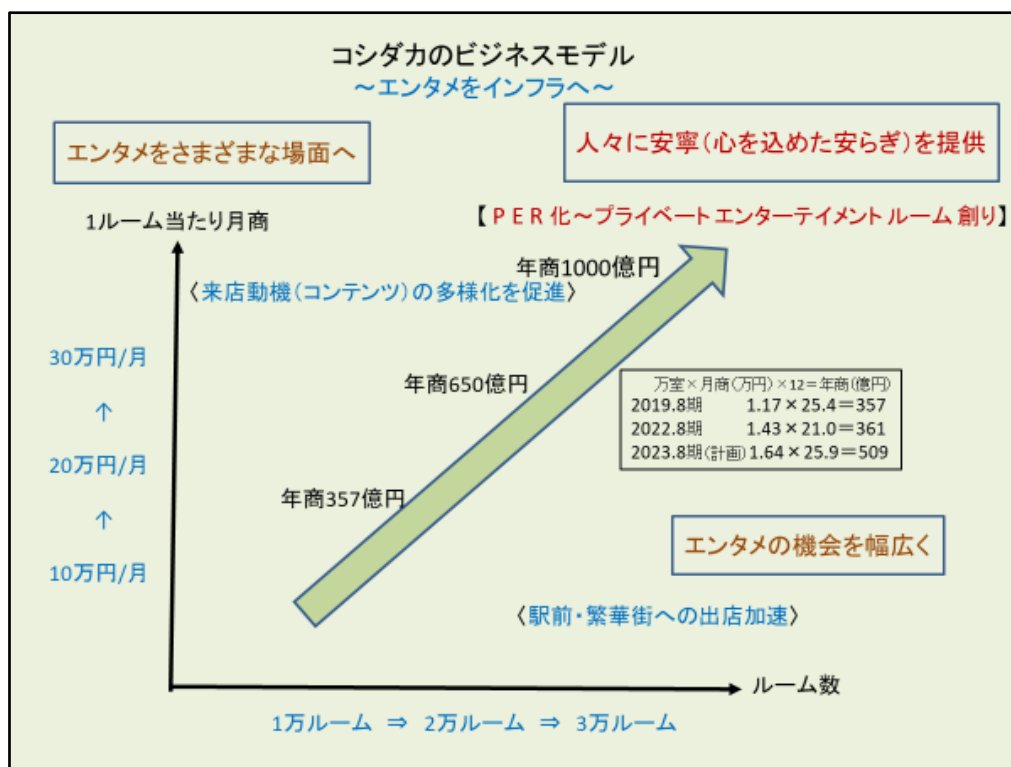 コシダカのビジネスモデル
～エンタメをインフラへ～
エンタメをさまざまな場面へ
人々に安寧（心を込めた安らぎ）を提供
1ルーム当たり月商
【ＰＥＲ化～プライベートエンターテイメントルーム創り】
年商1000億円
〈来店動機（コンテンツ）の多様化を促進〉
30万円/月
↑
20万円/月
↑
10万円/月
年商650億円
年商357億円
万室×月商(万円)×12＝年商(億円)
2019.8期 1.17×25.4＝357
2022.8期 1.43×21.0＝361
2023.8期(計画) 1.64×25.9＝509
エンタメの機会を幅広く
〈駅前・繁華街への出店加速〉
ルーム数
1万ルーム ⇒ 2万ルーム ⇒ 3万ルーム